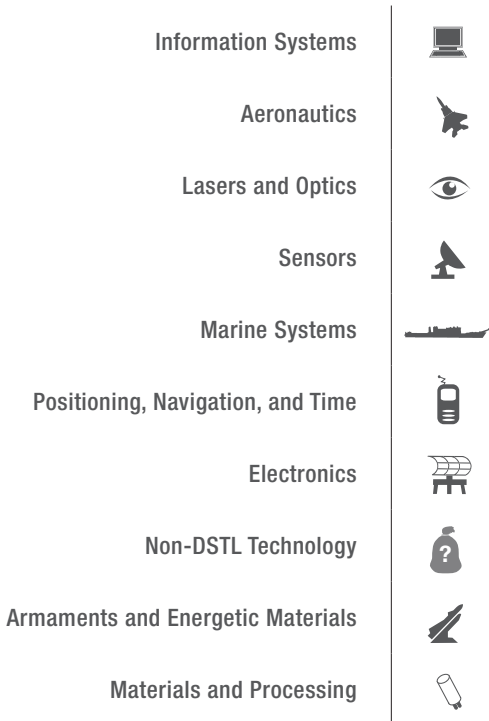 Information Systems
Aeronautics
Lasers and Optics
Sensors
Marine Systems
Positioning, Navigation, and Time
Electronics
Non-DSTL Technology
?
Armaments and Energetic Materials
Materials and Processing